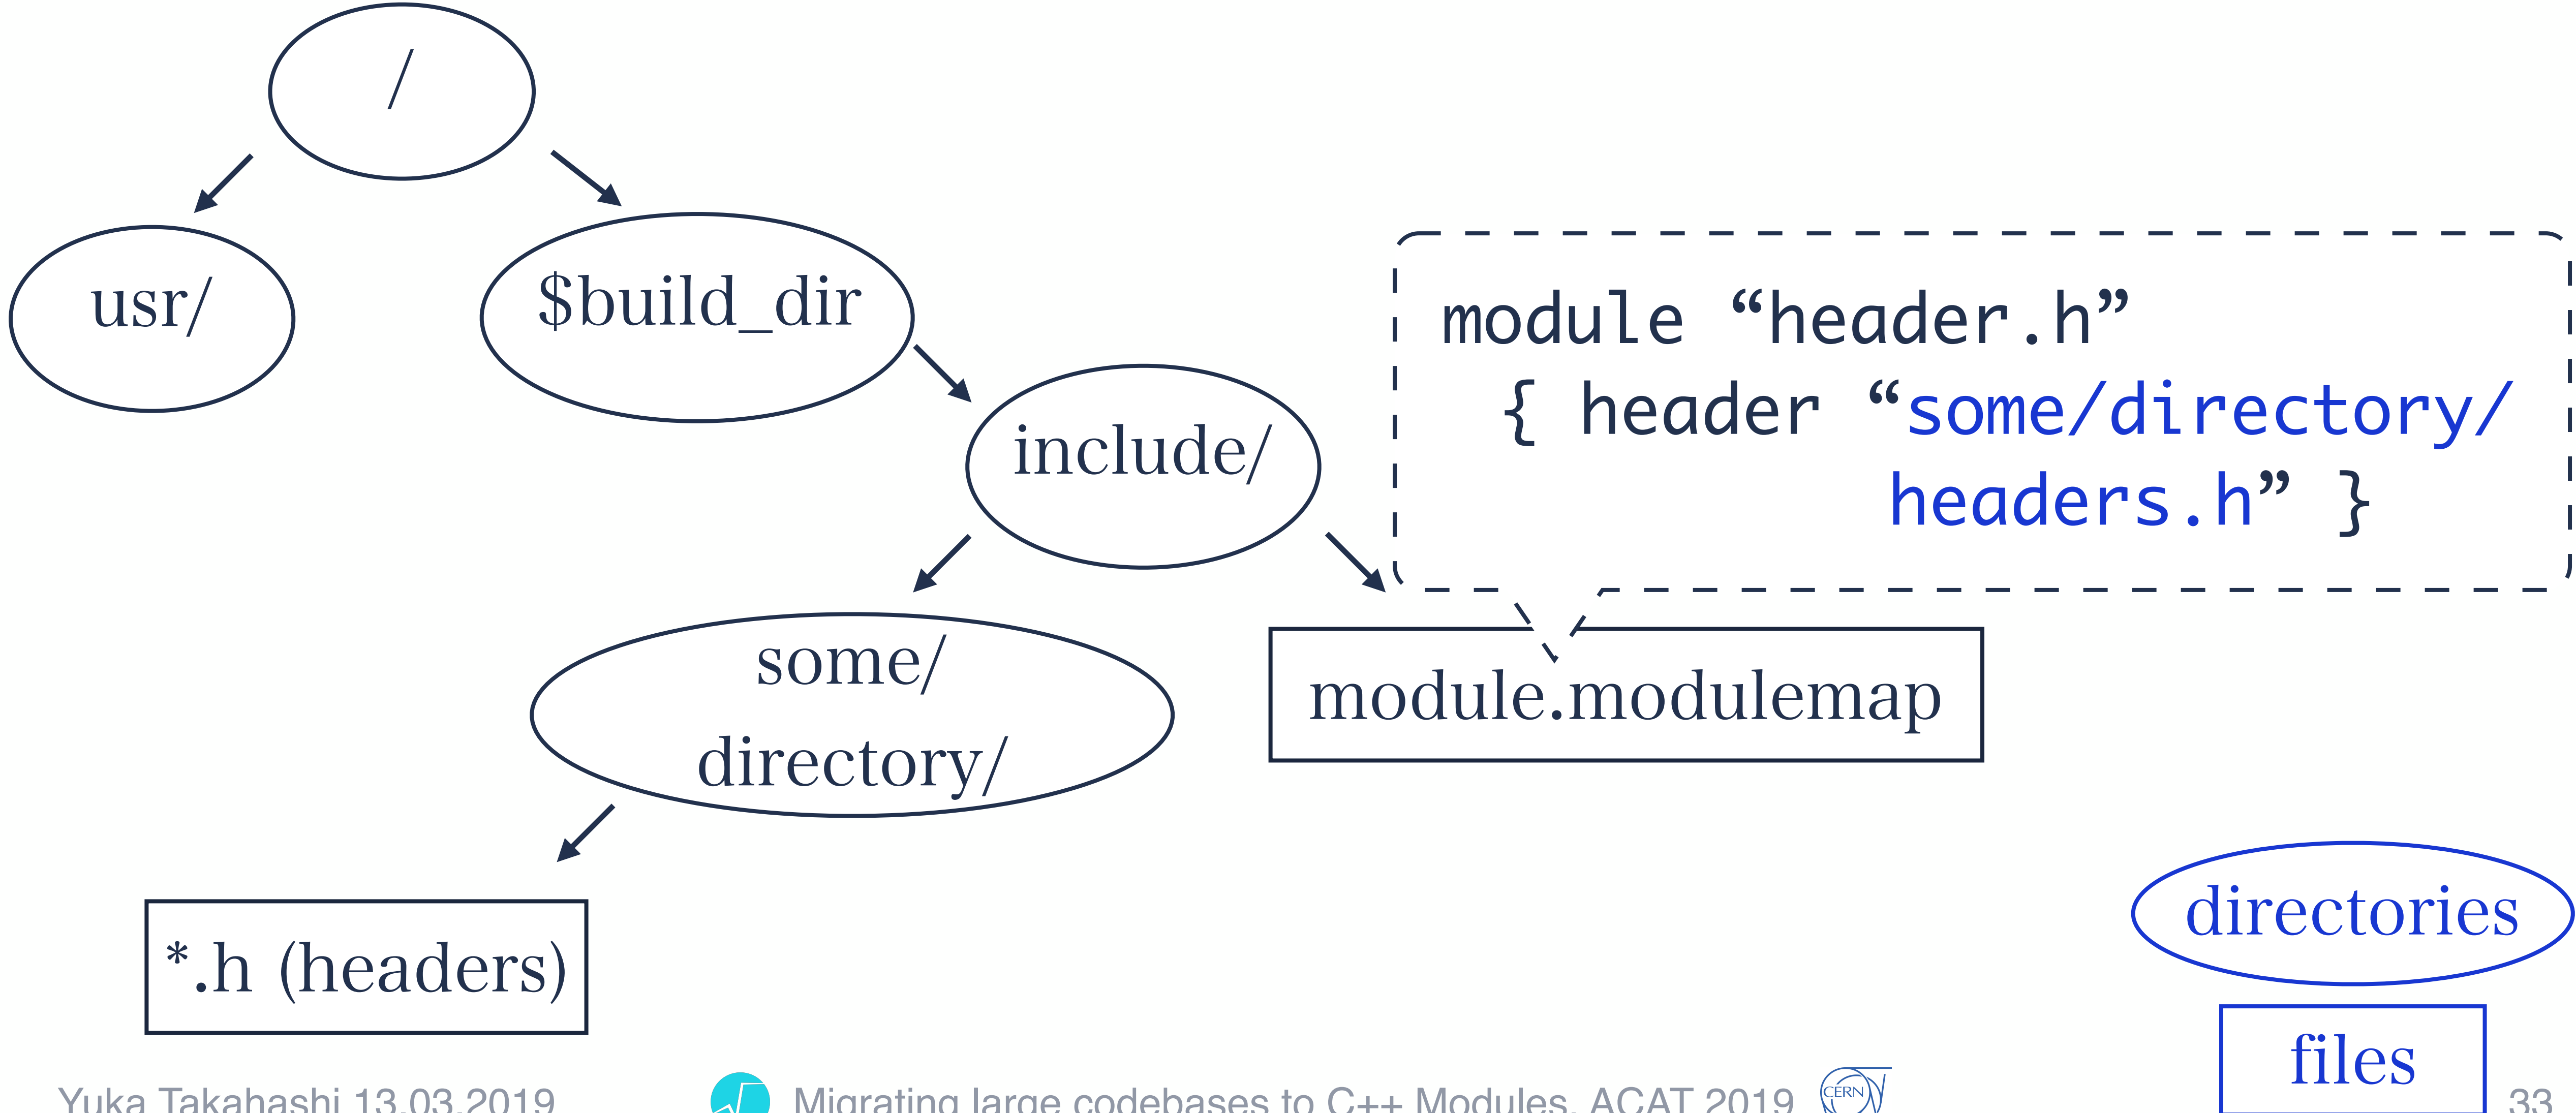 /
usr/
$build_dir
include/
module “header.h”
{ header “some/directory/
headers.h” }
some/
directory/
module.modulemap
*.h (headers)
directories
files
Yuka Takahashi 13.03.2019
Migrating large codebases to C++ Modules, ACAT 2019
CERN
33